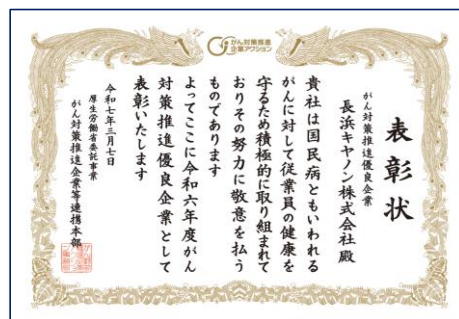 がん対策推進
企業アクション
表彰状
がん対策推進優良企業
長浜キヤノン株式会社殿
貴社は国民病ともいわれる
がんに対して従業員の健康を
守るため積極的に取り組まれて
おりその努力に敬意を払う
ものであります
よってここに令和六年度がん
対策推進優良企業として
表彰いたします
令和七年三月七日
厚生労働省委託事業
がん対策推進企業等連携本部